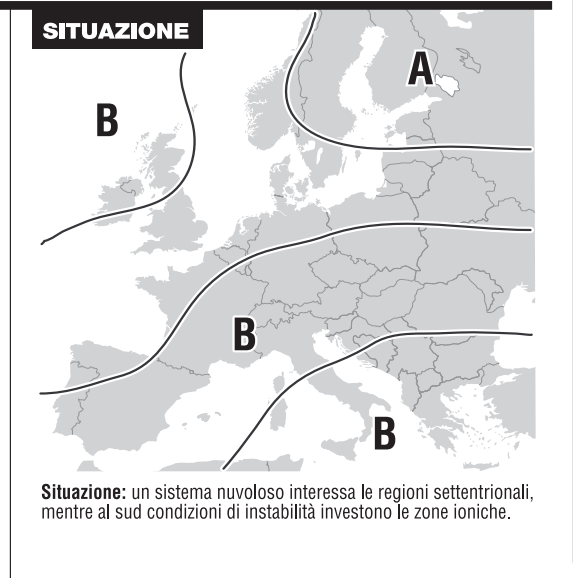 SITUAZIONE
A
B
B
B
Situazione: un sistema nuvoloso interessa le regioni settentrionali,
mentre al sud condizioni di instabilità investono le zone ioniche.